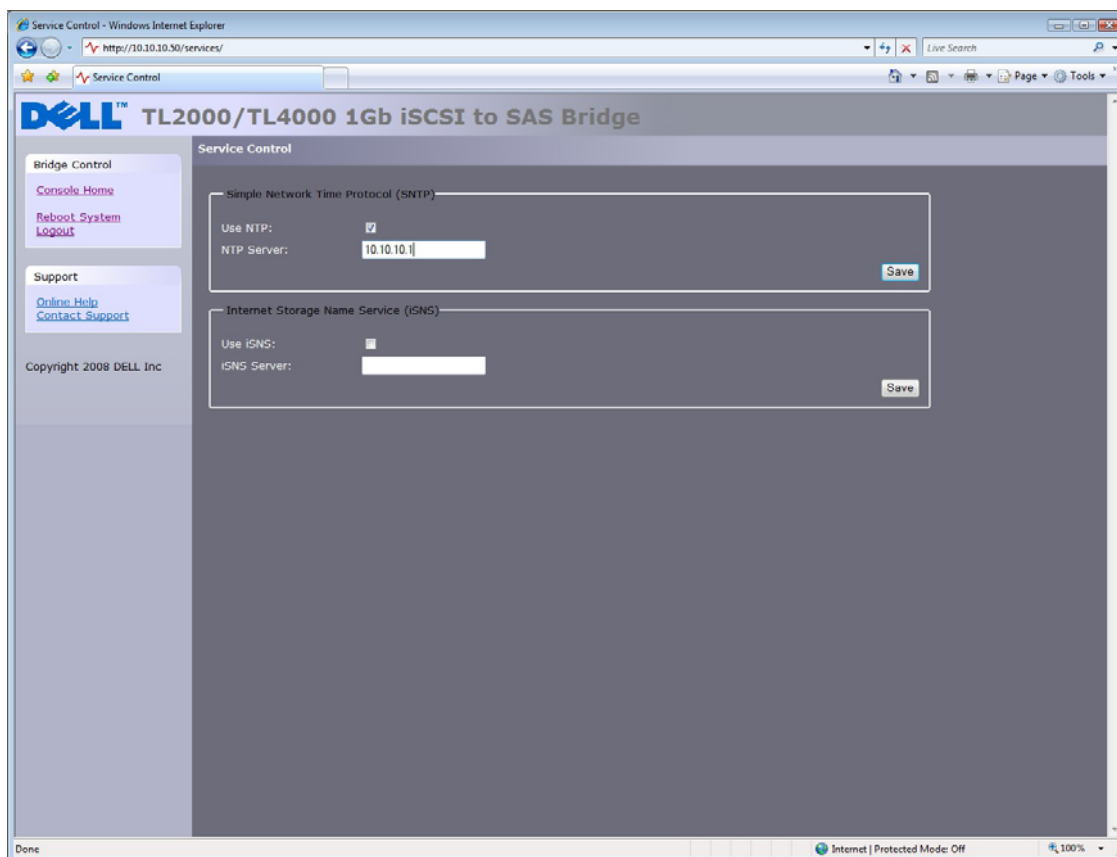 Service Control - Windows Internet Explorer
http://10.10.10.50/services/
Live Search
Service Control
Page
Tools
DELL™ TL2000/TL4000 1Gb iSCSI to SAS Bridge
Service Control
Bridge Control
Console Home
Reboot System
Logout
Support
Online Help
Contact Support
Copyright 2008 DELL Inc
Simple Network Time Protocol (SNTP)
Use NTP:
NTP Server: 10.10.10.1
Save
Internet Storage Name Service (iSNS)
Use iSNS:
iSNS Server:
Save
Done
Internet | Protected Mode: Off
100%